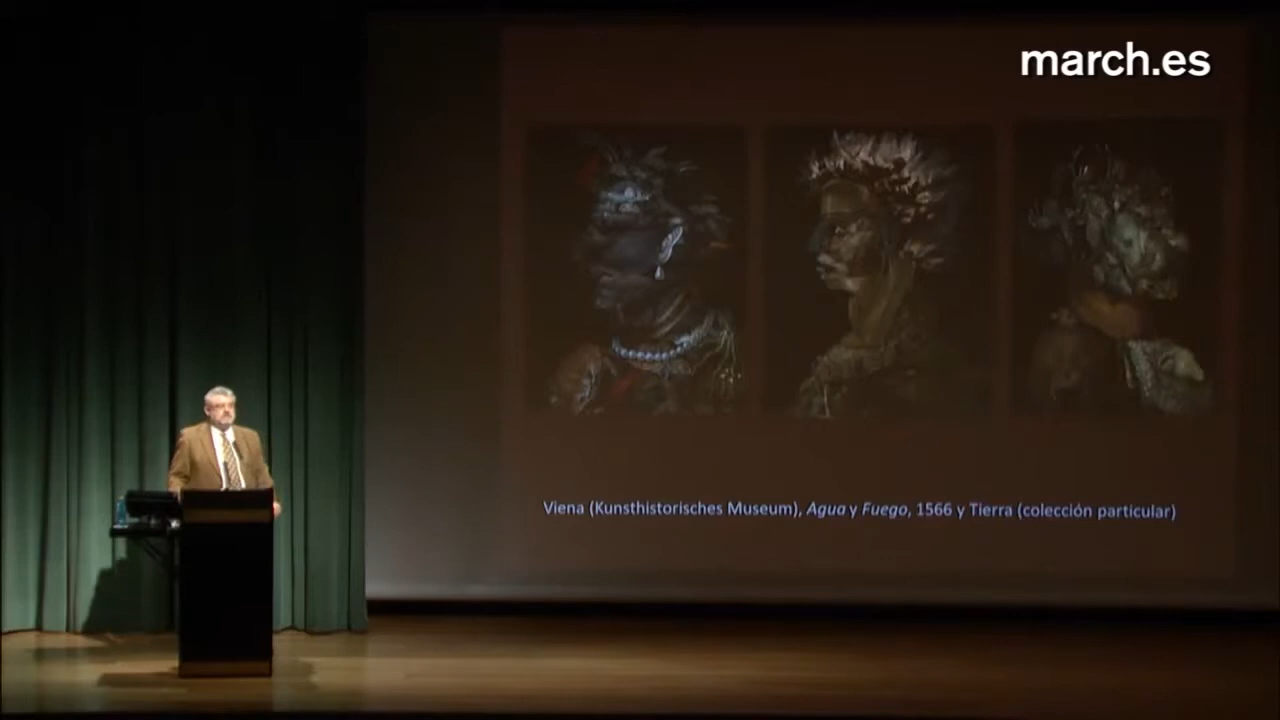 march.es
Viena (Kunsthistorisches Museum), Agua y Fuego, 1566 y Tierra (colección particular)